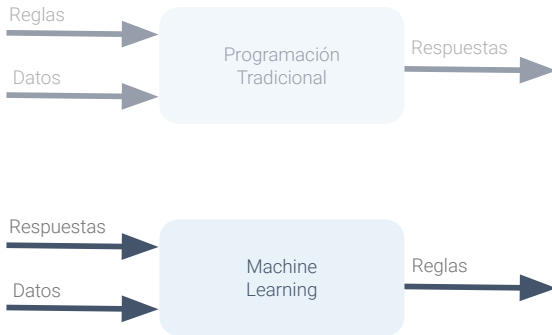 Reglas
Datos
Programación
Tradicional
Respuestas
Respuestas
Datos
Machine
Learning
Reglas